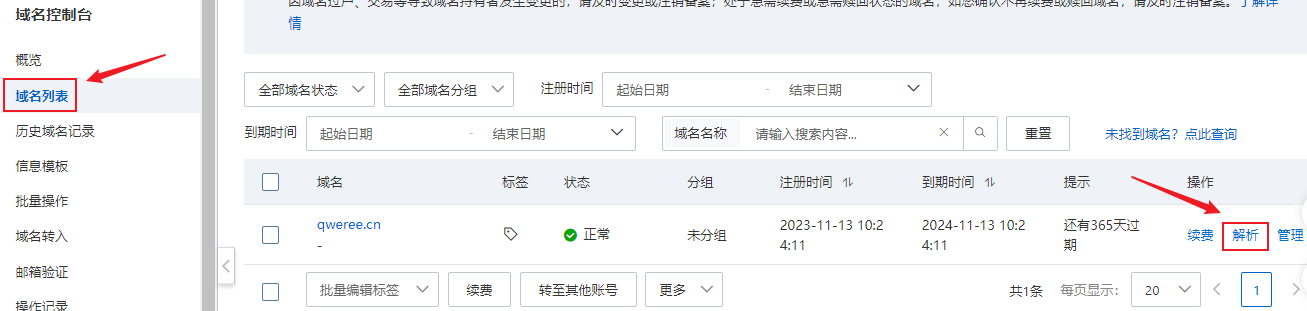 域名控制台
因域名过户、交易等导致域名持有者发生变更的，请及时变更或注销备案；处于急需续费或急需赎回状态的域名，如您确认不再续费或赎回域名，请及时注销备案。了解详
情
概览
域名列表
历史域名记录
信息模板
批量操作
域名转入
邮箱验证
操作记录
全部域名状态 全部域名分组 注册时间 起始日期 - 结束日期
到期时间 起始日期 - 结束日期 域名名称 请输入搜索内容... 重置 未找到域名？点此查询
域名 标签 状态 分组 注册时间 到期时间 提示 操作
qweree.cn 正常 未分组 2023-11-13 10:2 2024-11-13 10:2 还有365天过 续费 解析 管理
- 4:11 4:11 期
批量编辑标签 续费 转至其他账号 更多 共1条 每页显示： 20 1